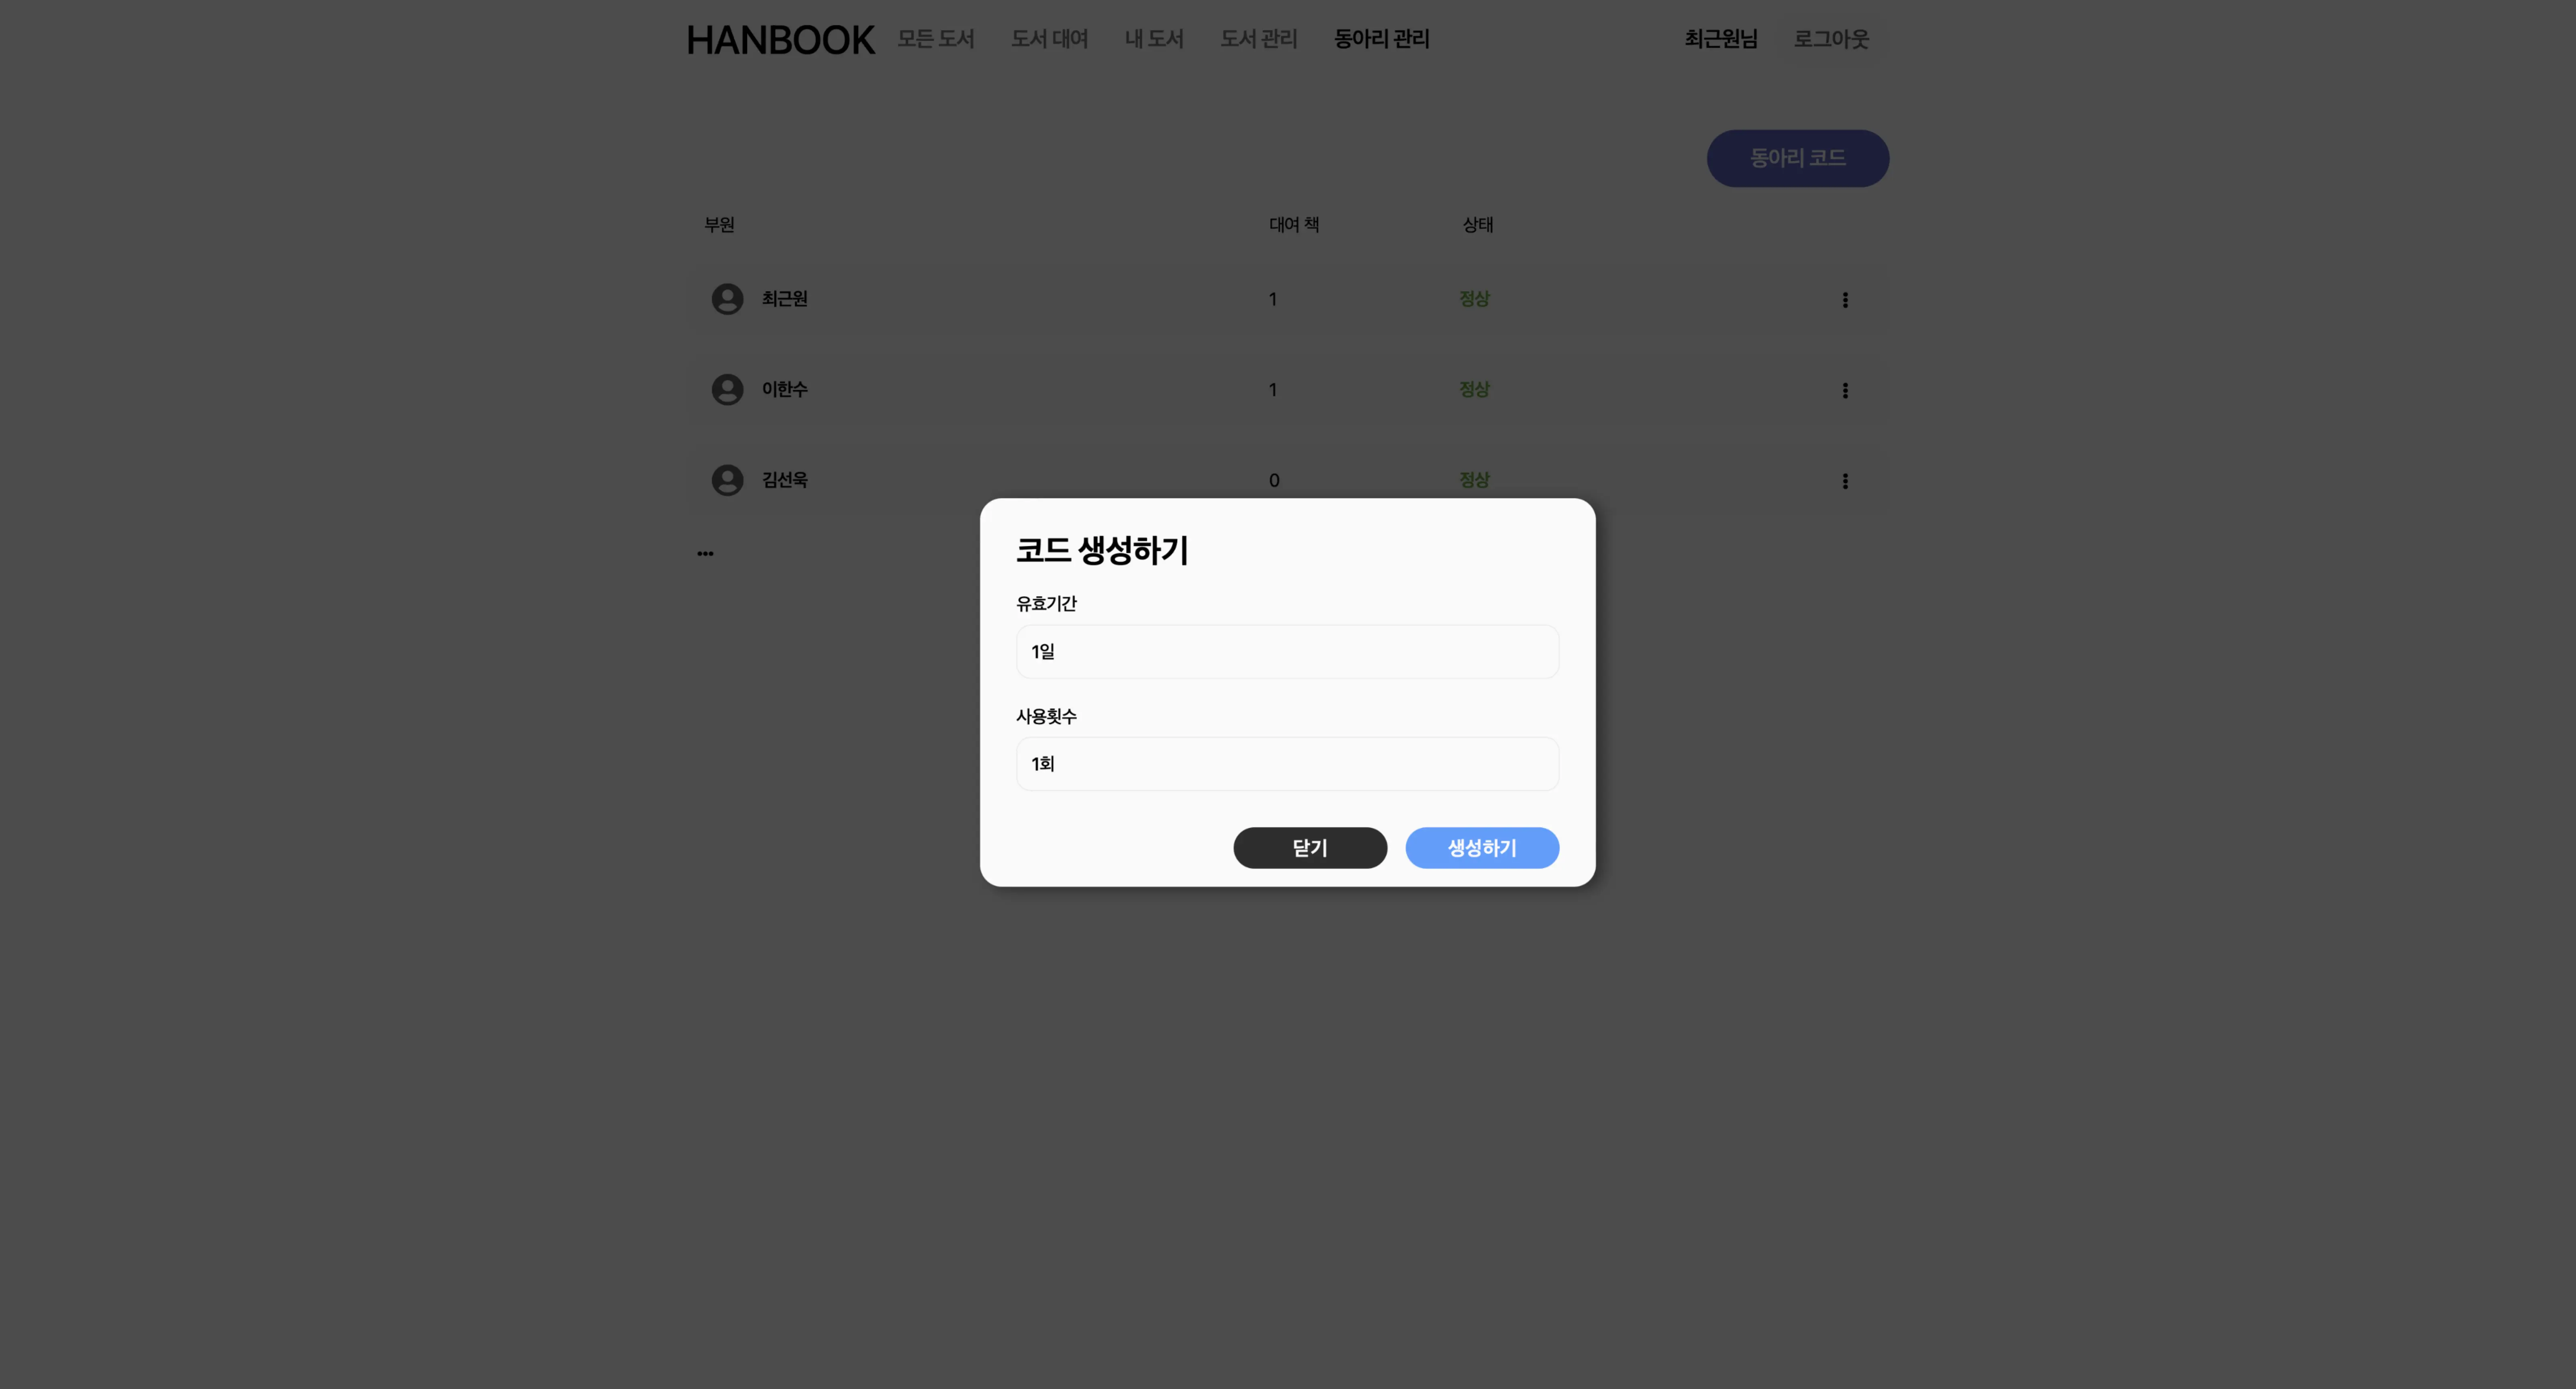 HANBOOK 모든 도서 도서 대여 내 도서 도서 관리 동아리 관리 최근원님 로그아웃
동아리 코드
부원 대여 책 상태
최근원 1 정상
이한수 1 정상
김선욱 0 정상
코드 생성하기
유효기간
1일
사용횟수
1회
닫기 생성하기